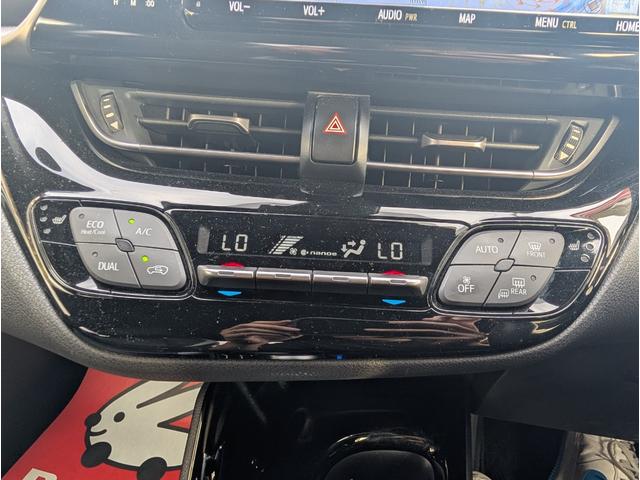 H M :00
VOL− VOL+ AUDIO PWR MAP MENU CTRL HOME
ECO Heat/Cool
A/C
DUAL
LO nanoe LO
AUTO
FRONT
OFF
REAR